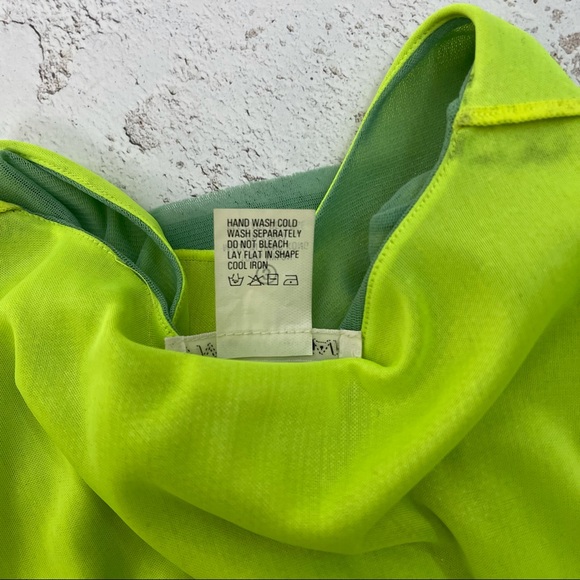 HAND WASH COLD
WASH SEPARATELY
DO NOT BLEACH
LAY FLAT IN SHAPE
COOL IRON